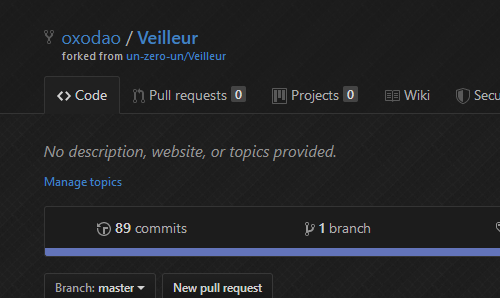 oxodao / Veilleur
forked from un-zero-un/Veilleur
Code Pull requests 0 Projects 0 Wiki Secu
No description, website, or topics provided.
Manage topics
89 commits 1 branch
Branch: master New pull request